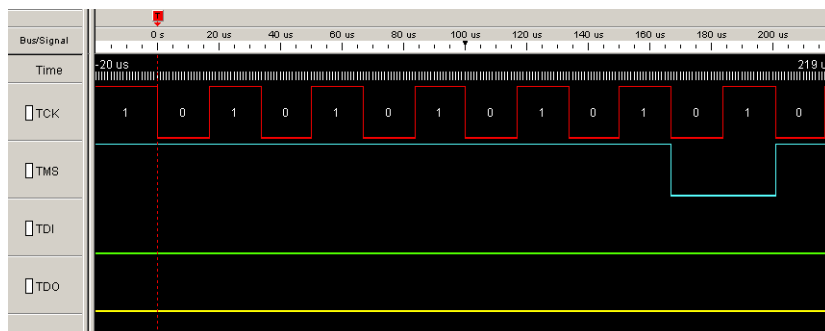 0 s 20 us 40 us 60 us 80 us 100 us 120 us 140 us 160 us 180 us 200 us
Bus/Signal
Time -20 us 219 u
TCK 1 0 1 0 1 0 1 0 1 0 1 0 1 0
TMS
TDI
TDO